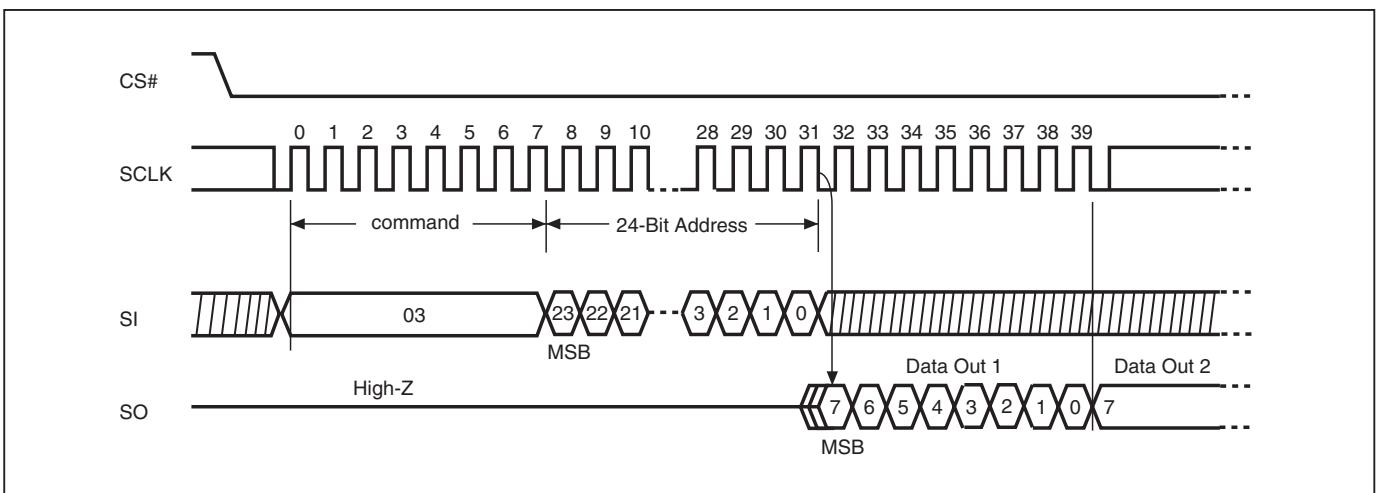 CS#
0 1 2 3 4 5 6 7 8 9 10 28 29 30 31 32 33 34 35 36 37 38 39
SCLK
command
24-Bit Address
SI
03
23 22 21 3 2 1 0
MSB
Data Out 1
Data Out 2
High-Z
SO
7 6 5 4 3 2 1 0 7
MSB